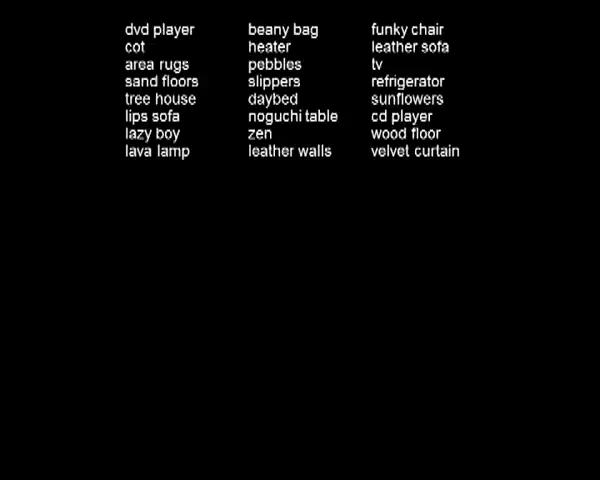 dvd player beany bag funky chair
cot heater leather sofa
area rugs pebbles tv
sand floors slippers refrigerator
tree house daybed sunflowers
lips sofa noguchi table cd player
lazy boy zen wood floor
lava lamp leather walls velvet curtain